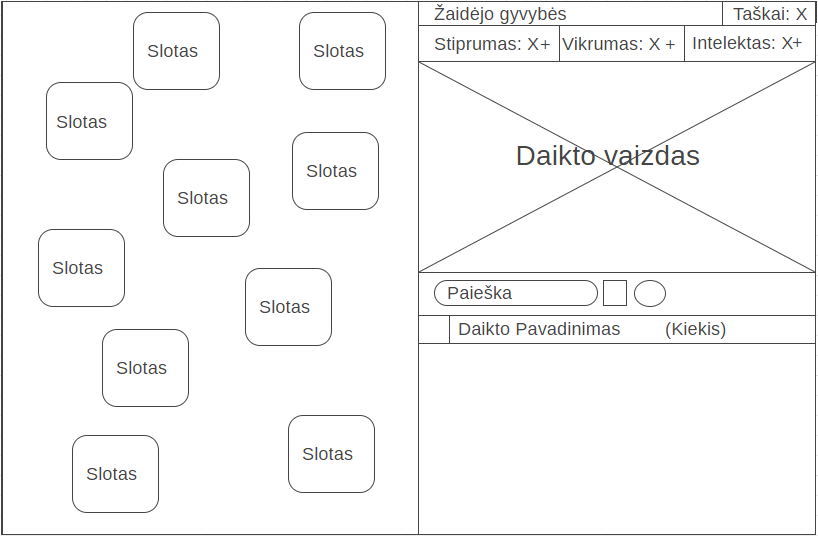 Slotas
Slotas
Slotas
Slotas
Slotas
Slotas
Slotas
Slotas
Slotas
Slotas
Žaidėjo gyvybės
Taškai: X
Stiprumas: X+
Vikrumas: X +
Intelektas: X+
Daikto vaizdas
Paieška
Daikto Pavadinimas (Kiekis)